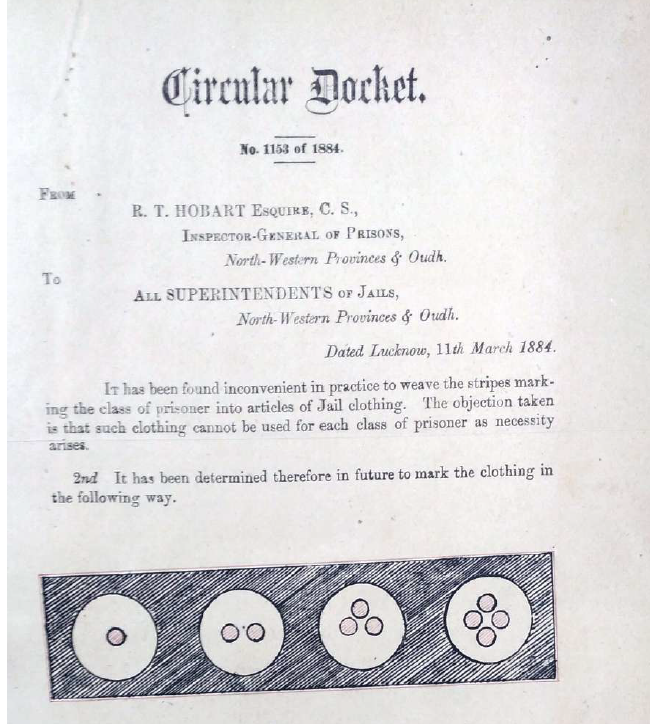 Circular Docket.
No. 1153 of 1884.
FROM
R. T. HOBART ESQUIRE, C. S.,
INSPECTOR-GENERAL OF PRISONS,
North-Western Provinces & Oudh.
To
ALL SUPERINTENDENTS OF JAILS,
North-Western Provinces & Oudh.
Dated Lucknow, 11th March 1884.
IT has been found inconvenient in practice to weave the stripes mark-
ing the class of prisoner into articles of Jail clothing. The objection taken
is that such clothing cannot be used for each class of prisoner as necessity
arises.
2nd It has been determined therefore in future to mark the clothing in
the following way.